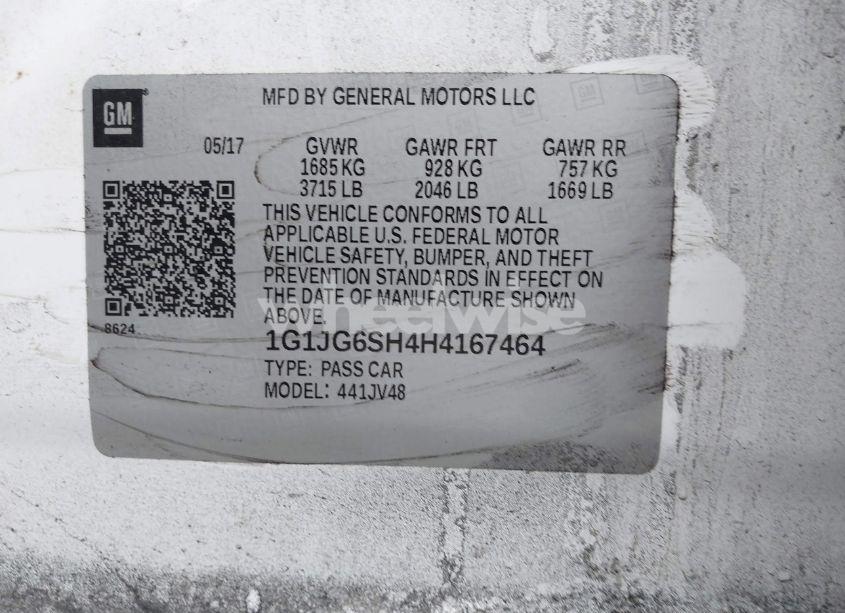 GM
MFD BY GENERAL MOTORS LLC
05/17 GVWR GAWR FRT GAWR RR
1685 KG 928 KG 757 KG
3715 LB 2046 LB 1669 LB
THIS VEHICLE CONFORMS TO ALL
APPLICABLE U.S. FEDERAL MOTOR
VEHICLE SAFETY, BUMPER, AND THEFT
PREVENTION STANDARDS IN EFFECT ON
THE DATE OF MANUFACTURE SHOWN
ABOVE.
8624
wheelwise
1G1JG6SH4H4167464
TYPE: PASS CAR
MODEL: 441JV48